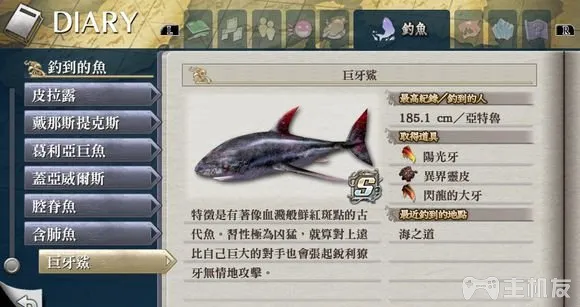 DIARY
L
釣魚
R
釣到的魚
皮拉露
戴那斯提克斯
葛利亞巨魚
蓋亞威爾斯
脛脊魚
含肺魚
巨牙鯊
巨牙鯊
S
特徵是有著像血濺般鮮紅斑點的古
代魚。習性極為凶猛,就算對上遠
比自己巨大的對手也會張起銳利獠
牙無情地攻擊。
最高紀錄/釣到的人
185.1 cm/亞特魯
取得道具
陽光牙
異界靈皮
閃龍的大牙
最近釣到的地點
海之道
主机友